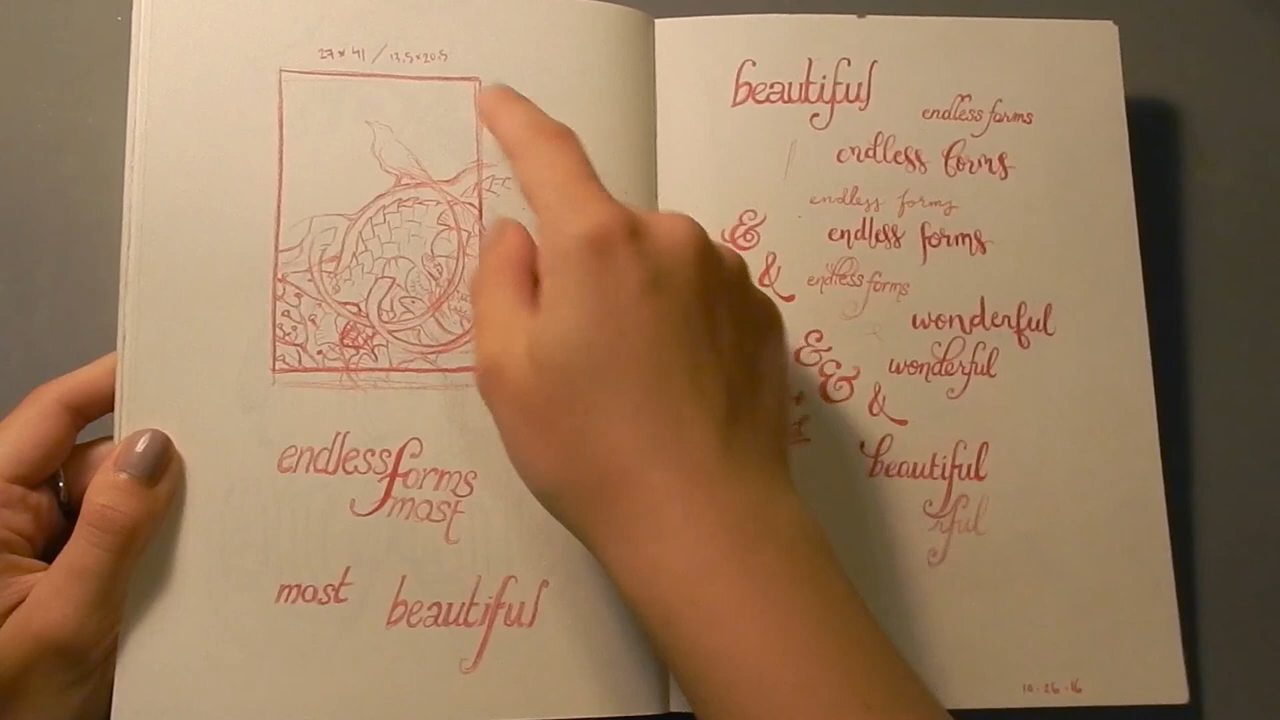 27 × 41 / 13.5 × 20.5
endless forms
most
most beautiful
beautiful
endless forms
endless forms
endless forms
&
endless forms
&
endless forms
wonderful
&
wonderful
&
&
beautiful
rful
10 · 26 · 16